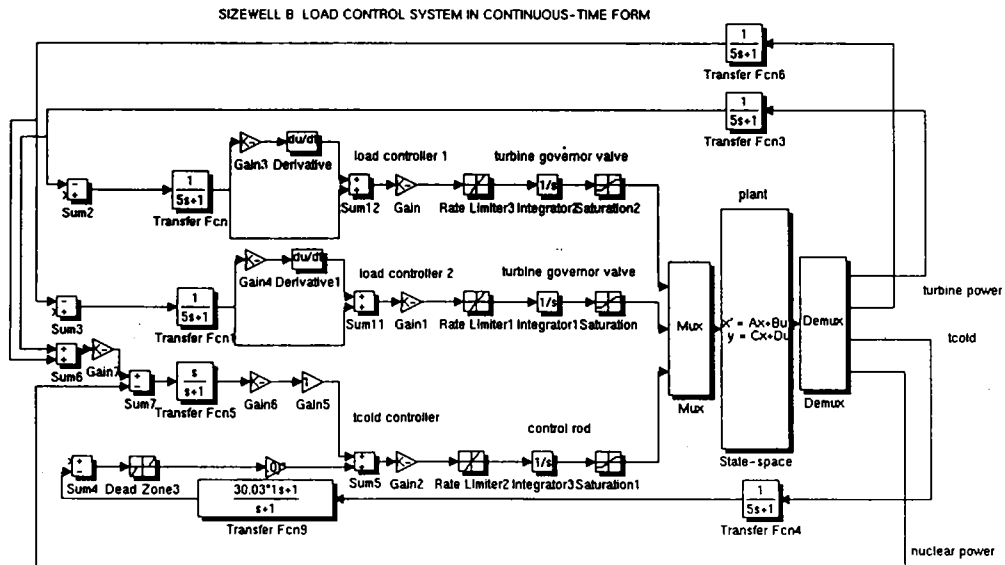 SIZEWELL B LOAD CONTROL SYSTEM IN CONTINUOUS-TIME FORM
1
5s+1
Transfer Fcn6
1
5s+1
Transfer Fcn3
du/dt
Gain3 Derivative
load controller 1
turbine governor valve
plant
- +
Sum2
1
5s+1
Transfer Fcn
+ +
Sum12
Gain
Rate Limiter3
1/s
Integrator2
Saturation2
du/dt
Gain4 Derivative1
load controller 2
turbine governor valve
turbine power
- +
Sum3
1
5s+1
Transfer Fcn1
+ +
Sum11
Gain1
Rate Limiter1
1/s
Integrator1
Saturation
Mux
Mux
x' = Ax+Bu
y = Cx+Du
State-space
Demux
Demux
tcold
+ +
Sum6
Gain7
+ -
Sum7
s
s+1
Transfer Fcn5
Gain6
Gain5
tcold controller
control rod
+ -
Sum4
Dead Zone3
+ +
Sum5
Gain2
Rate Limiter2
1/s
Integrator3
Saturation1
30.03*1s+1
s+1
Transfer Fcn9
1
5s+1
Transfer Fcn4
nuclear power